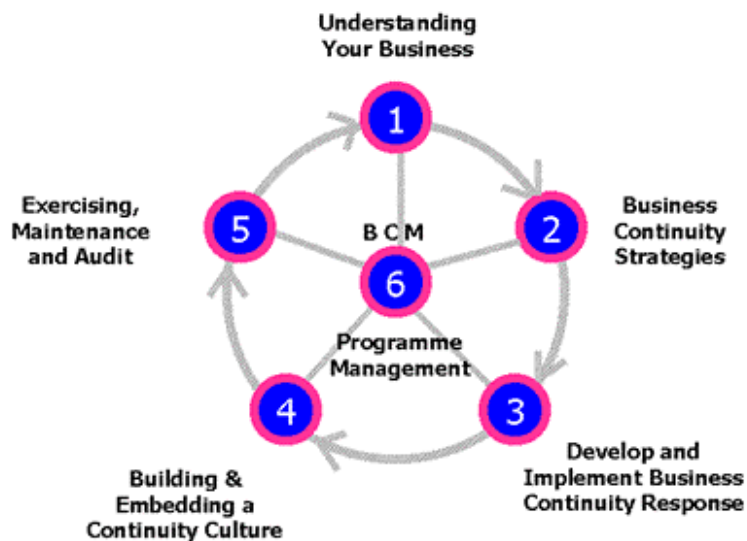 Understanding
Your Business
1
Exercising,
Maintenance
and Audit
5
B C M
2
Business
Continuity
Strategies
6
Programme
Management
4
3
Building &
Embedding a
Continuity Culture
Develop and
Implement Business
Continuity Response